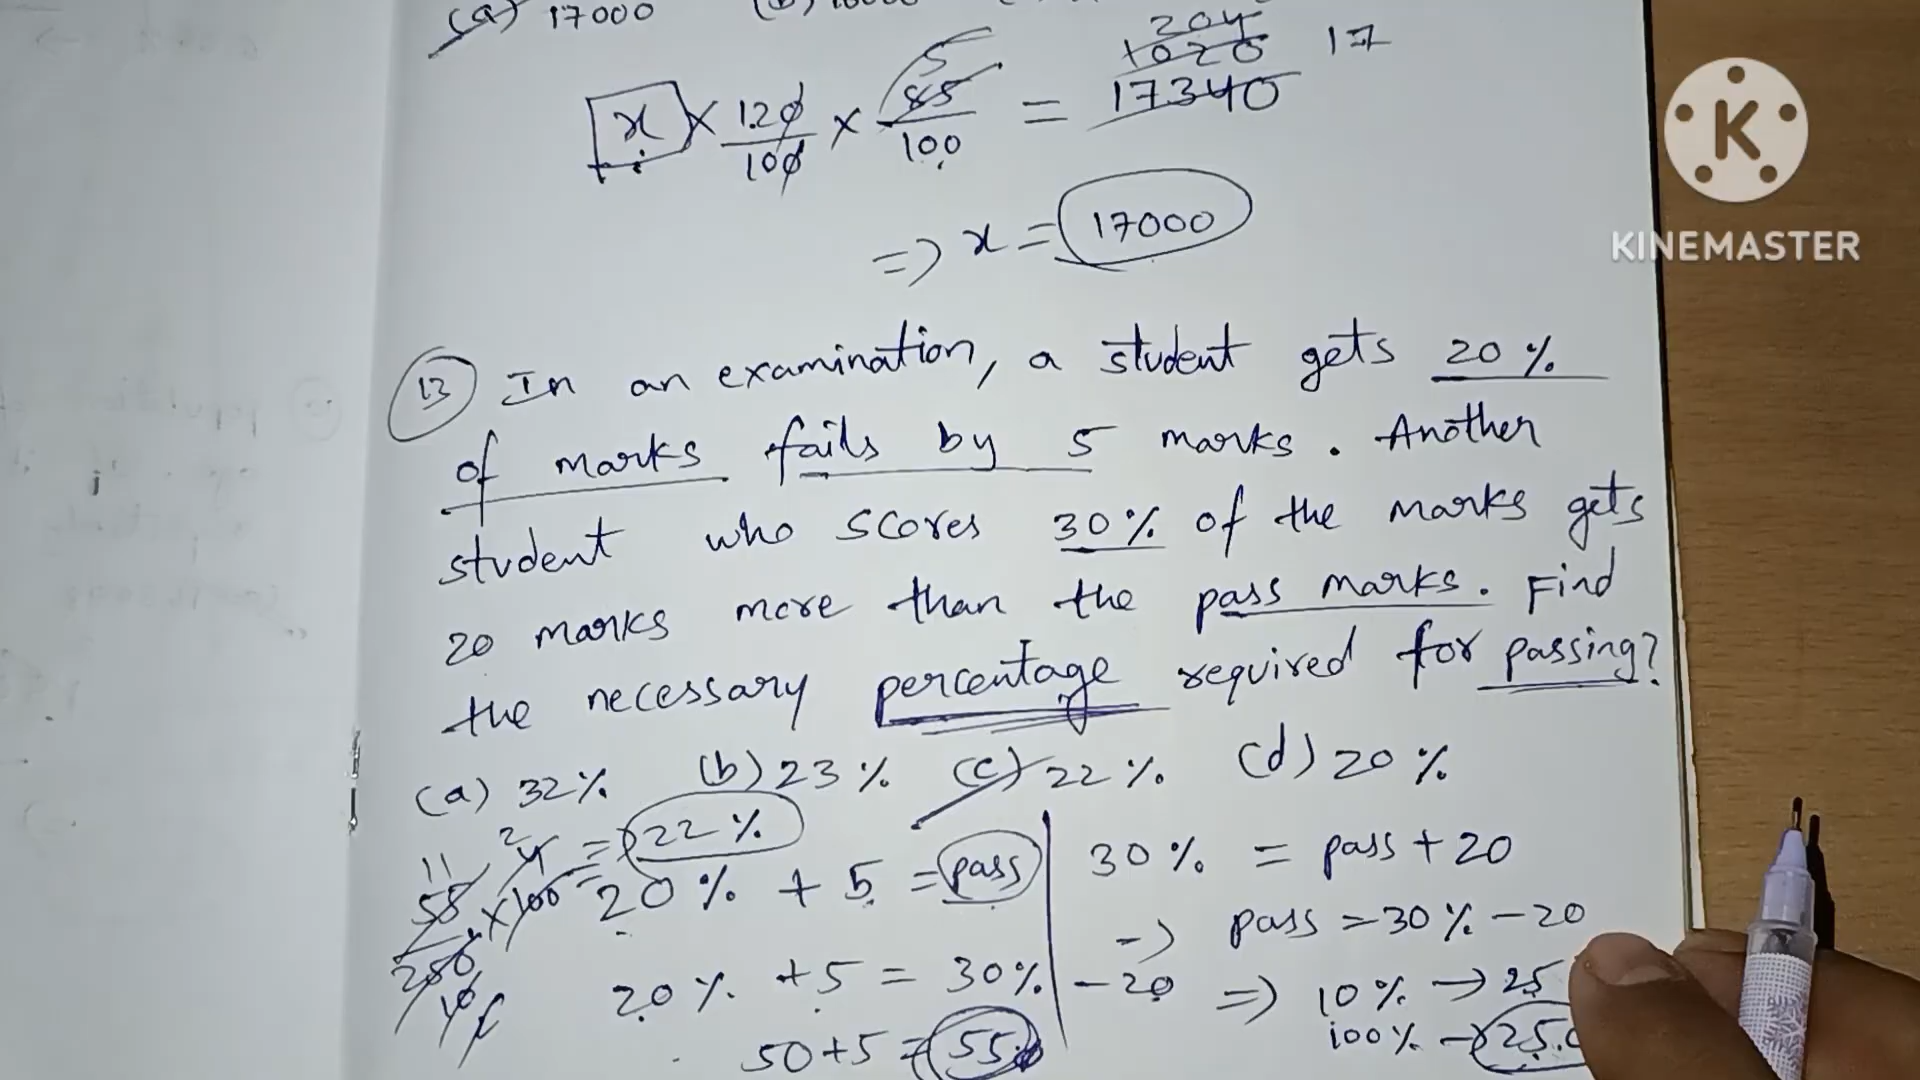 (a) 17000
204
1020
17340
17
5
x × 120/100 × 85/100 =
⇒ x = 17000
K
KINEMASTER
13 In an examination, a student gets 20%
of marks fails by 5 marks. Another
student who scores 30% of the marks gets
20 marks more than the pass marks. Find
the necessary percentage required for passing?
(a) 32% (b) 23% (c) 22% (d) 20%
= 22%
20% + 5 = pass
20% + 5 = 30% - 20
50 + 5 = 55
30% = pass + 20
→ pass = 30% - 20
⇒ 10% → 25
100% →